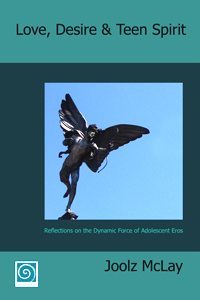 Love, Desire & Teen Spirit
Reflections on the Dynamic Force of Adolescent Eros
Joolz McLay